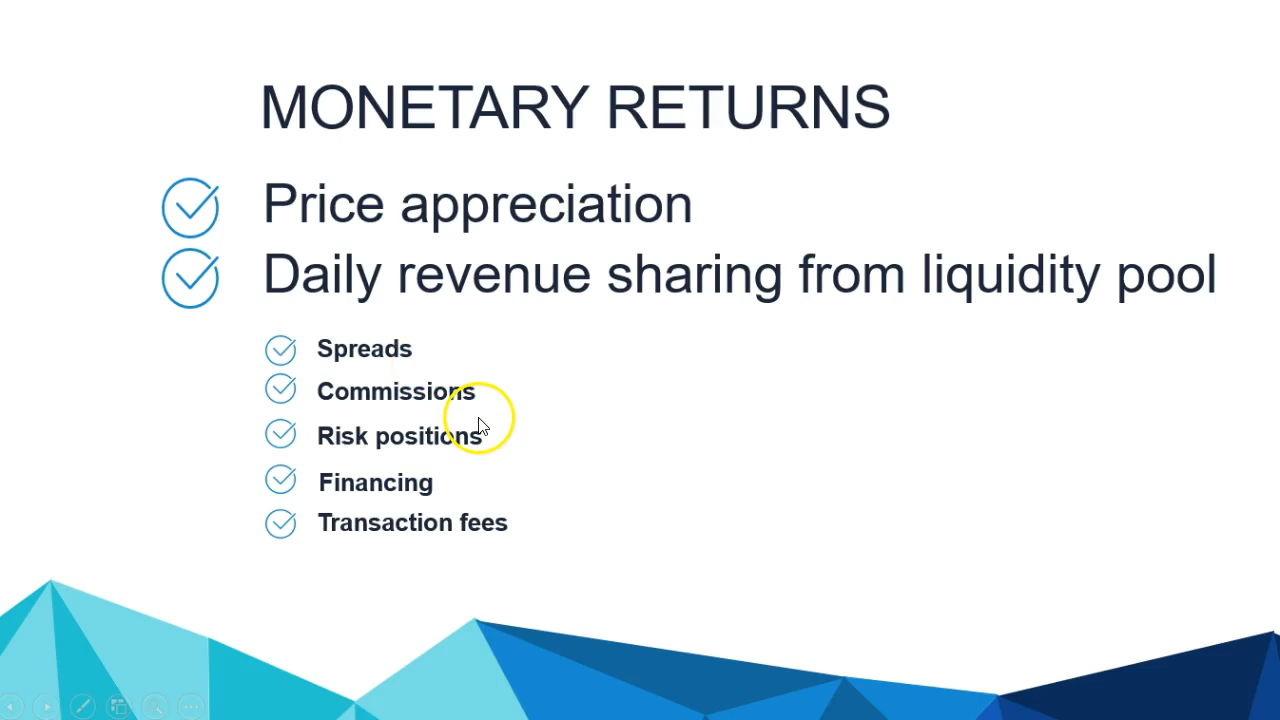 MONETARY RETURNS
Price appreciation
Daily revenue sharing from liquidity pool
Spreads
Commissions
Risk positions
Financing
Transaction fees